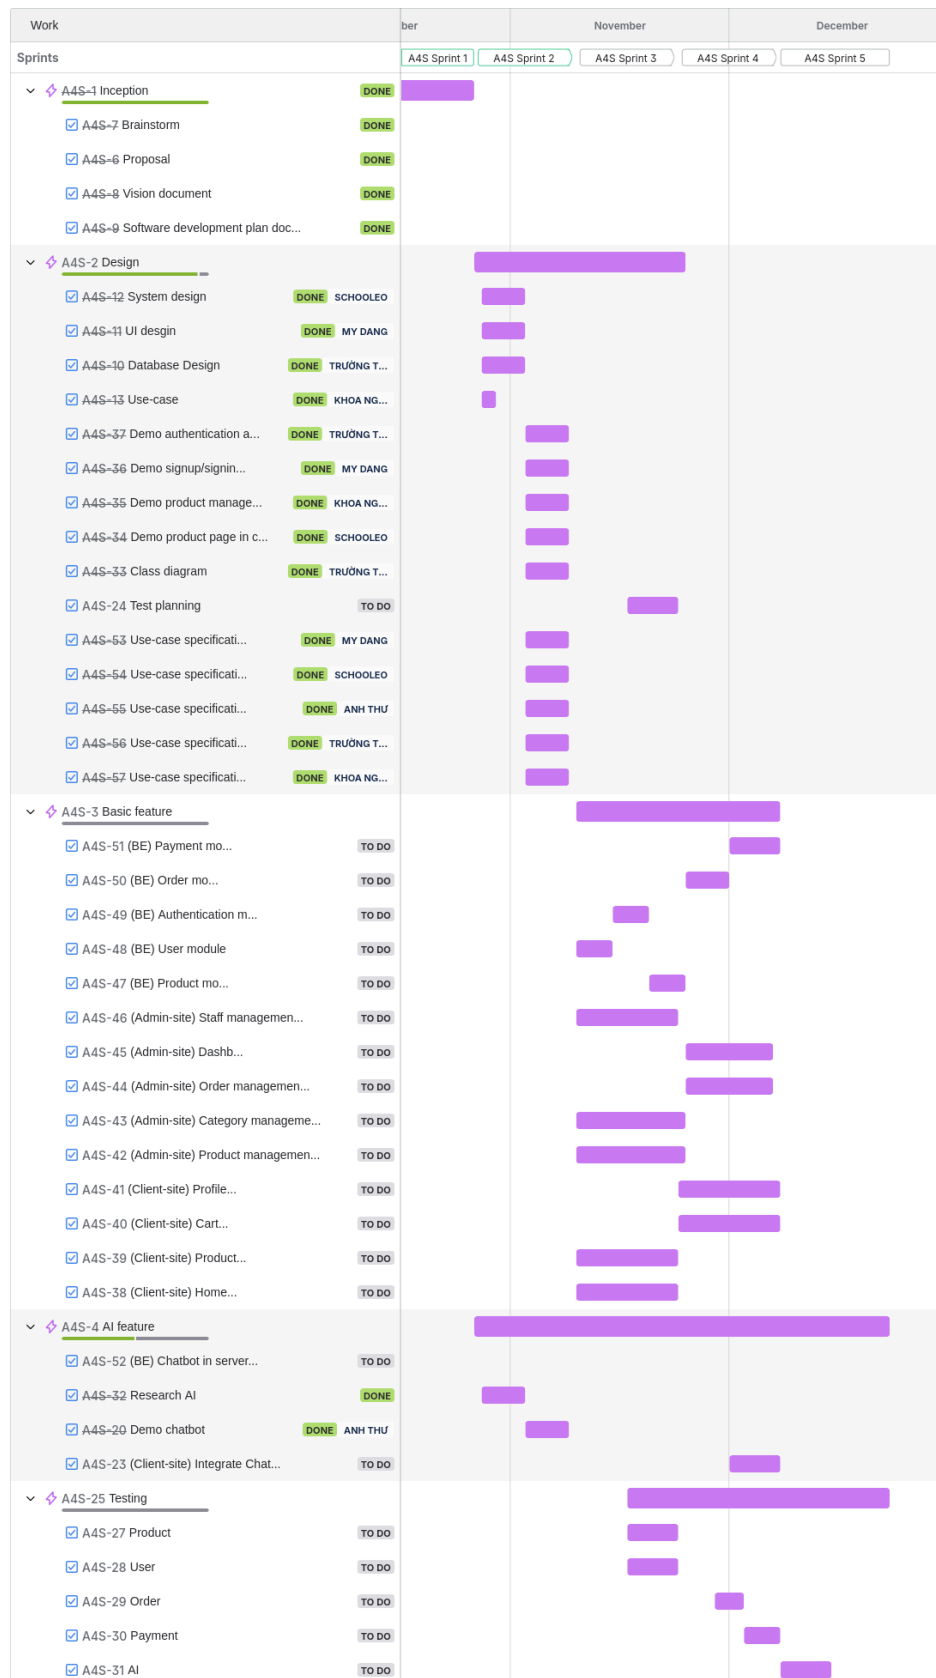 Work ber November December
Sprints A4S Sprint 1 A4S Sprint 2 A4S Sprint 3 A4S Sprint 4 A4S Sprint 5
A4S-1 Inception DONE
A4S-7 Brainstorm DONE
A4S-6 Proposal DONE
A4S-8 Vision document DONE
A4S-9 Software development plan doc... DONE
A4S-2 Design
A4S-12 System design DONE SCHOOLEO
A4S-11 UI desgin DONE MY DANG
A4S-10 Database Design DONE TRƯỜNG T...
A4S-13 Use-case DONE KHOA NG...
A4S-37 Demo authentication a... DONE TRƯỜNG T...
A4S-36 Demo signup/signin... DONE MY DANG
A4S-35 Demo product manage... DONE KHOA NG...
A4S-34 Demo product page in c... DONE SCHOOLEO
A4S-33 Class diagram DONE TRƯỜNG T...
A4S-24 Test planning TO DO
A4S-53 Use-case specificati... DONE MY DANG
A4S-54 Use-case specificati... DONE SCHOOLEO
A4S-55 Use-case specificati... DONE ANH THƯ
A4S-56 Use-case specificati... DONE TRƯỜNG T...
A4S-57 Use-case specificati... DONE KHOA NG...
A4S-3 Basic feature
A4S-51 (BE) Payment mo... TO DO
A4S-50 (BE) Order mo... TO DO
A4S-49 (BE) Authentication m... TO DO
A4S-48 (BE) User module TO DO
A4S-47 (BE) Product mo... TO DO
A4S-46 (Admin-site) Staff managemen... TO DO
A4S-45 (Admin-site) Dashb... TO DO
A4S-44 (Admin-site) Order managemen... TO DO
A4S-43 (Admin-site) Category manageme... TO DO
A4S-42 (Admin-site) Product managemen... TO DO
A4S-41 (Client-site) Profile... TO DO
A4S-40 (Client-site) Cart... TO DO
A4S-39 (Client-site) Product... TO DO
A4S-38 (Client-site) Home... TO DO
A4S-4 AI feature
A4S-52 (BE) Chatbot in server... TO DO
A4S-32 Research AI DONE
A4S-20 Demo chatbot DONE ANH THƯ
A4S-23 (Client-site) Integrate Chat... TO DO
A4S-25 Testing
A4S-27 Product TO DO
A4S-28 User TO DO
A4S-29 Order TO DO
A4S-30 Payment TO DO
A4S-31 AI TO DO